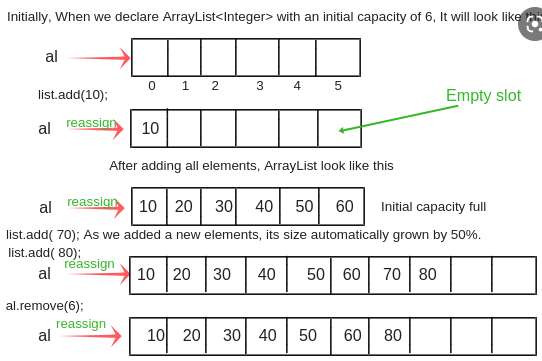 Initially, When we declare ArrayList<Integer> with an initial capacity of 6, It will look like this
al
0 1 2 3 4 5
list.add(10);
Empty slot
al reassign 10
After adding all elements, ArrayList look like this
al reassign 10 20 30 40 50 60 Initial capacity full
list.add( 70); As we added a new elements, its size automatically grown by 50%.
list.add( 80);
al reassign 10 20 30 40 50 60 70 80
al.remove(6);
al reassign 10 20 30 40 50 60 80